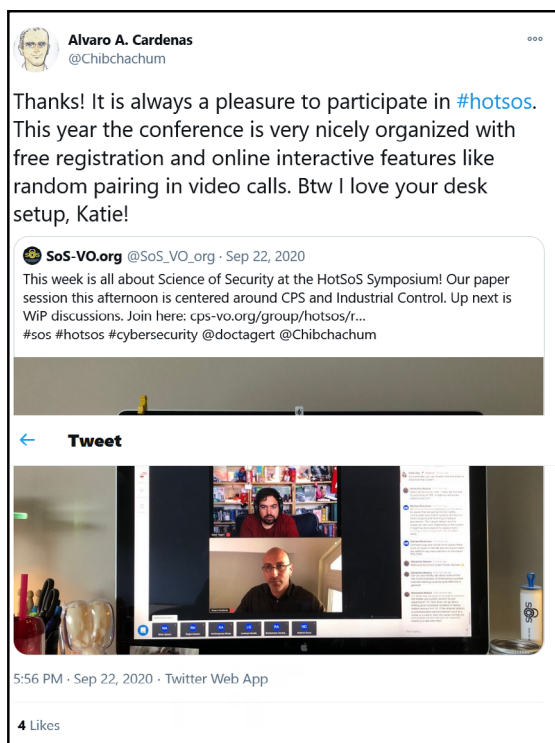 Alvaro A. Cardenas
@Chibchachum
Thanks! It is always a pleasure to participate in #hotsos.
This year the conference is very nicely organized with
free registration and online interactive features like
random pairing in video calls. Btw I love your desk
setup, Katie!
SoS-VO.org @SoS_VO_org · Sep 22, 2020
This week is all about Science of Security at the HotSoS Symposium! Our paper
session this afternoon is centered around CPS and Industrial Control. Up next is
WiP discussions. Join here: cps-vo.org/group/hotsos/r...
#sos #hotsos #cybersecurity @doctagert @Chibchachum
Tweet
SOS
5:56 PM · Sep 22, 2020 · Twitter Web App
4 Likes